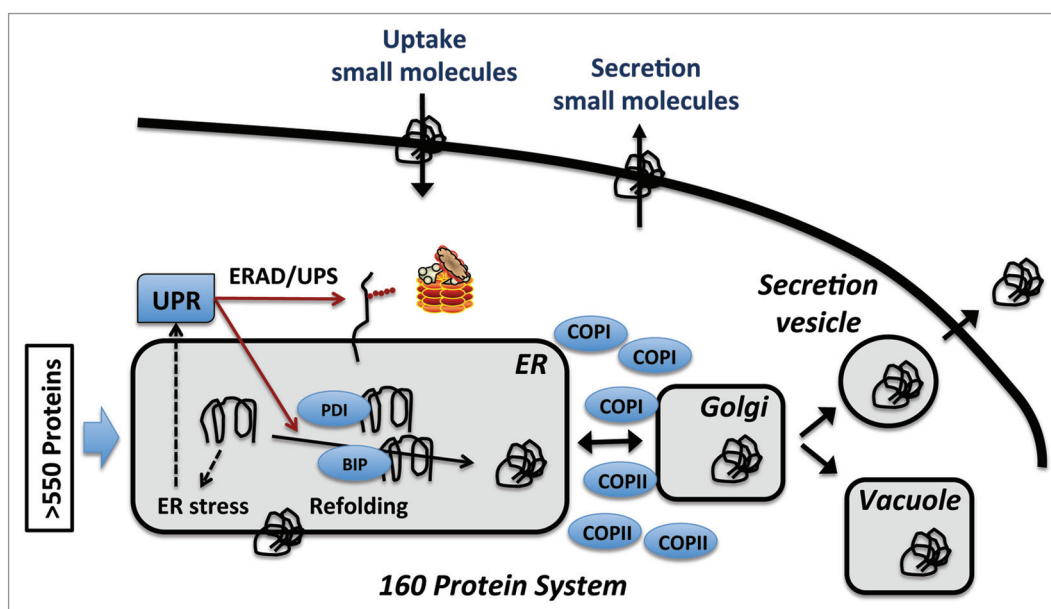 Uptake
small molecules
Secretion
small molecules
ERAD/UPS
UPR
Secretion
vesicle
>550 Proteins
ER
COPI
COPI
PDI
COPI
Golgi
BIP
COPII
ER stress
Refolding
COPII
COPII
Vacuole
160 Protein System